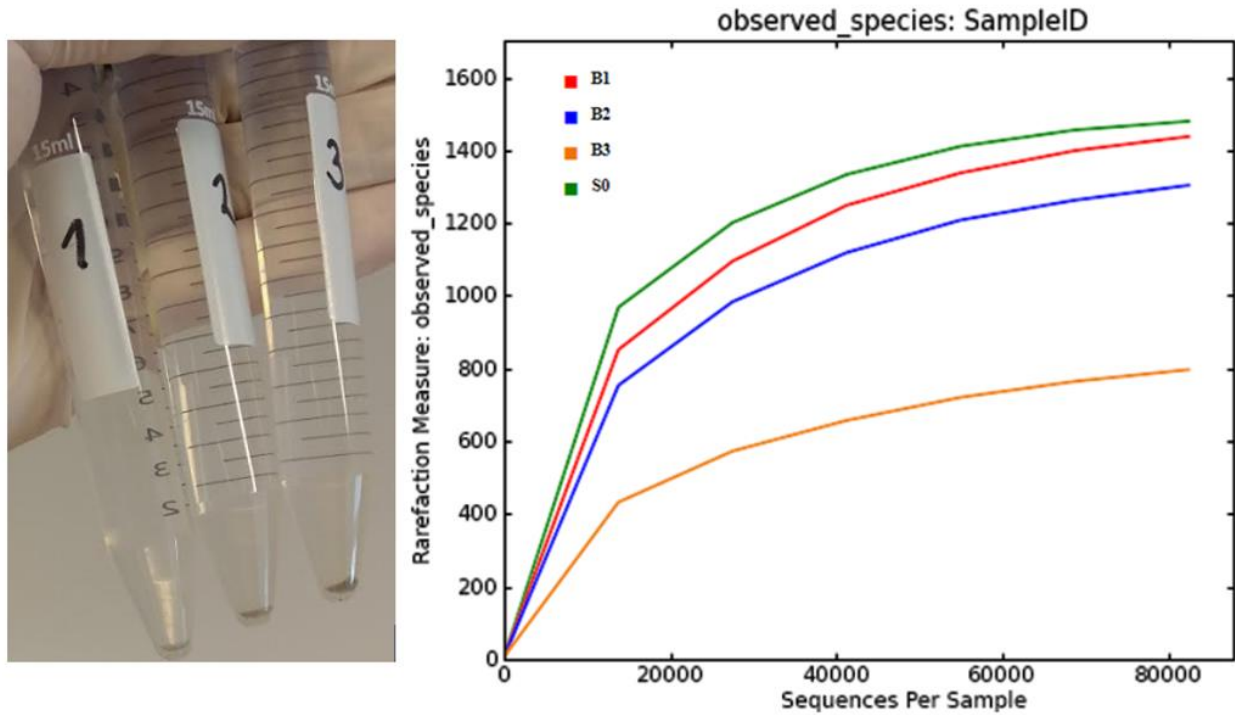 15ml
1
15ml
2
15
3
observed_species: SampleID
Rarefaction Measure: observed_species
1600
1400
1200
1000
800
600
400
200
0
B1
B2
B3
S0
0 20000 40000 60000 80000
Sequences Per Sample